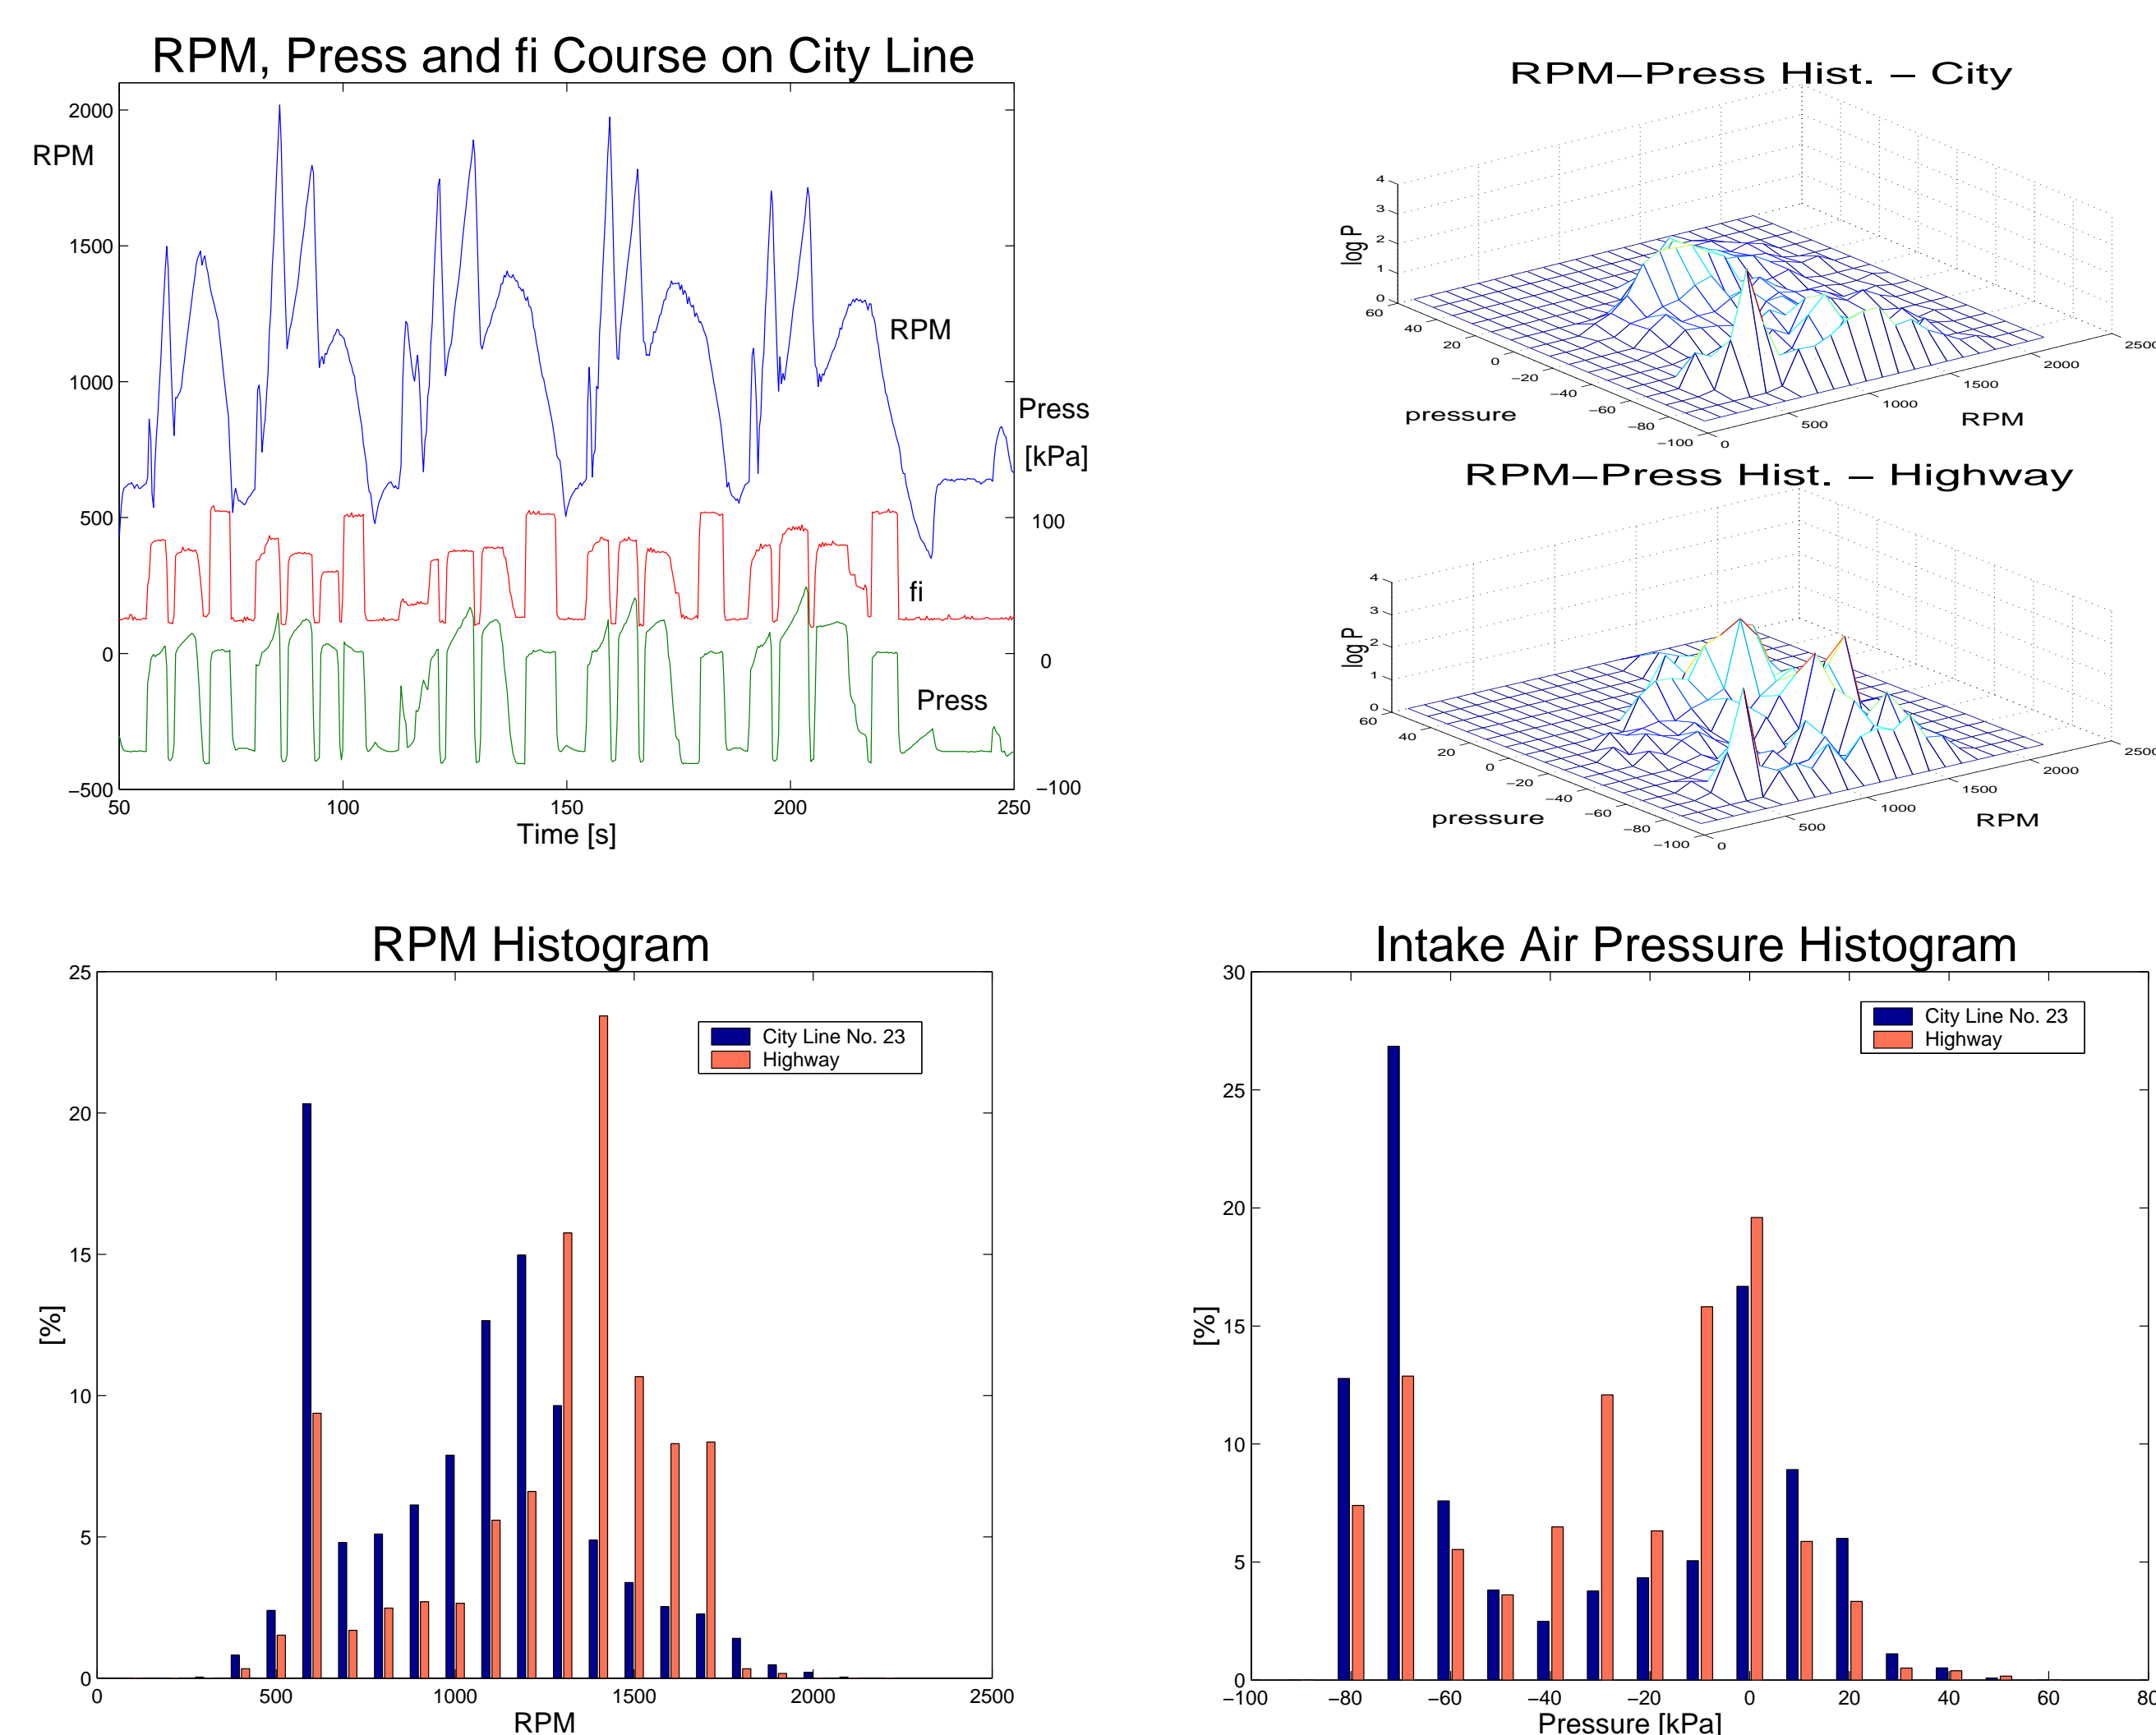 RPM, Press and fi Course on City Line
2000
1500
1000
500
0
−500
RPM
RPM
fi
Press
Press
[kPa]
100
0
−100
50 100 150 200 250
Time [s]
RPM−Press Hist. − City
4
3
2
1
0
log P
60
40
20
0
−20
−40
−60
−80
−100
pressure
0
500
1000
1500
2000
2500
RPM
RPM−Press Hist. − Highway
4
3
2
1
0
log P
60
40
20
0
−20
−40
−60
−80
−100
pressure
0
500
1000
1500
2000
2500
RPM
RPM Histogram
25
20
15
10
5
0
[%]
City Line No. 23
Highway
0 500 1000 1500 2000 2500
RPM
Intake Air Pressure Histogram
30
25
20
15
10
5
0
[%]
City Line No. 23
Highway
−100 −80 −60 −40 −20 0 20 40 60 80
Pressure [kPa]